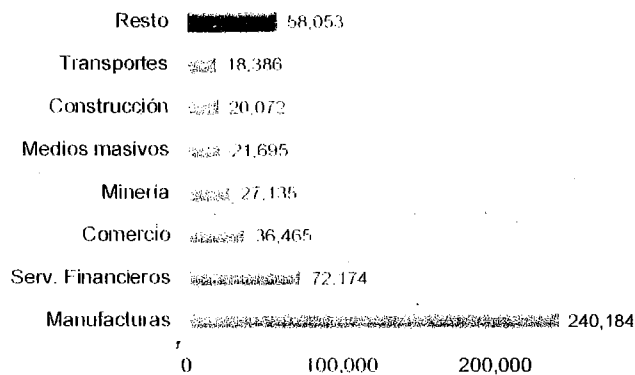 Resto 58,053
Transportes 18,386
Construcción 20,072
Medios masivos 21,695
Minería 27,135
Comercio 36,465
Serv. Financieros 72,174
Manufacturas 240,184
0 100,000 200,000